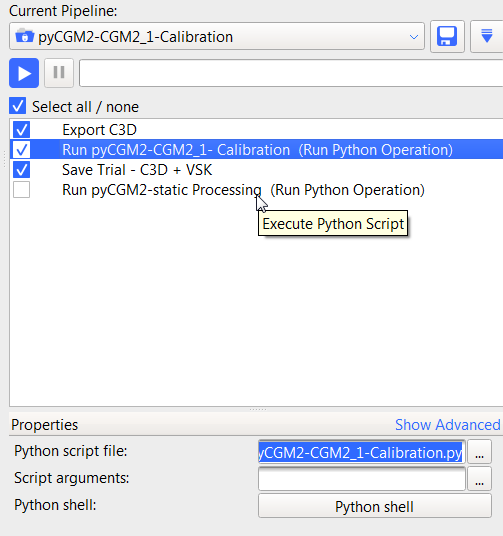 Current Pipeline:
pyCGM2-CGM2_1-Calibration
Select all / none
Export C3D
Run pyCGM2-CGM2_1- Calibration (Run Python Operation)
Save Trial - C3D + VSK
Run pyCGM2-static Processing (Run Python Operation)
Execute Python Script
Properties
Show Advanced
Python script file:
yCGM2-CGM2_1-Calibration.py
...
Script arguments:
...
Python shell:
Python shell